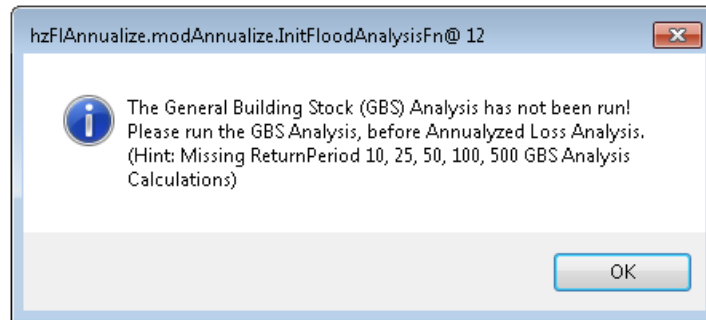 hzFlAnnualize.modAnnualize.InitFloodAnalysisFn@ 12
The General Building Stock (GBS) Analysis has not been run!
Please run the GBS Analysis, before Annualyzed Loss Analysis.
(Hint: Missing ReturnPeriod 10, 25, 50, 100, 500 GBS Analysis
Calculations)
OK